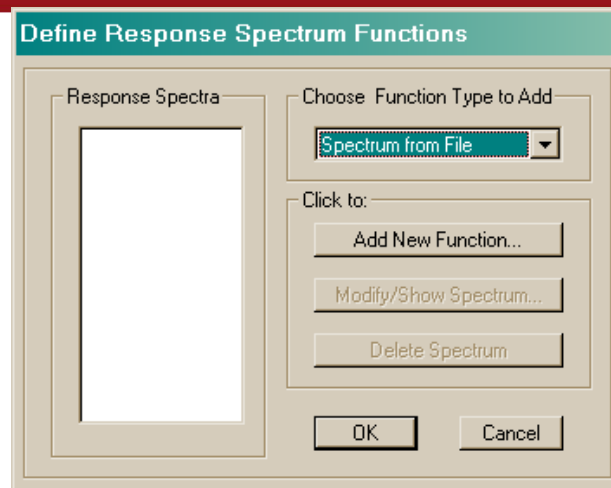 Define Response Spectrum Functions
Response Spectra
Choose Function Type to Add
Spectrum from File
Click to:
Add New Function...
Modify/Show Spectrum...
Delete Spectrum
OK
Cancel